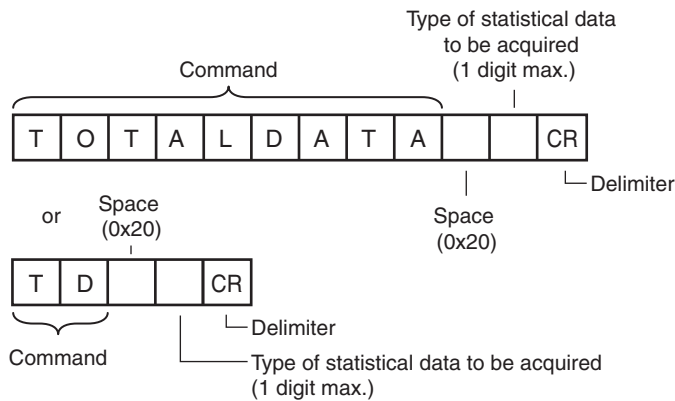 Type of statistical data
to be acquired
(1 digit max.)
Command
T O T A L D A T A CR
Delimiter
Space
(0x20)
or
Space
(0x20)
T D CR
Delimiter
Command
Type of statistical data to be acquired
(1 digit max.)